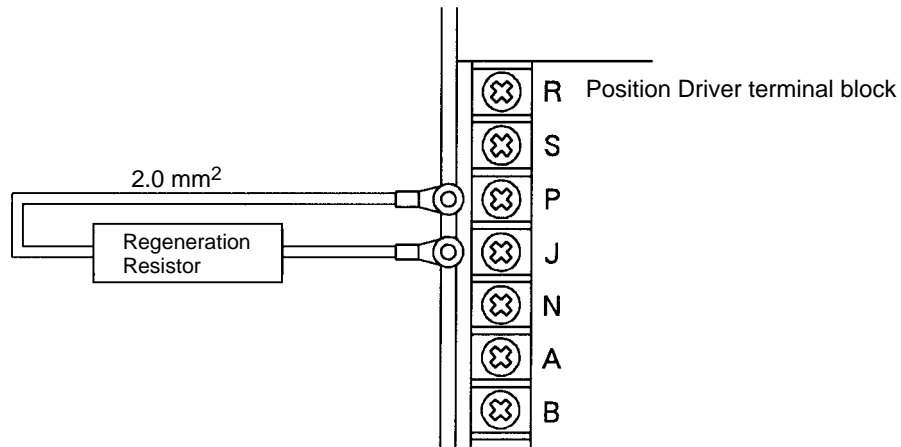 R Position Driver terminal block
S
2.0 mm²
P
Regeneration
Resistor
J
N
A
B